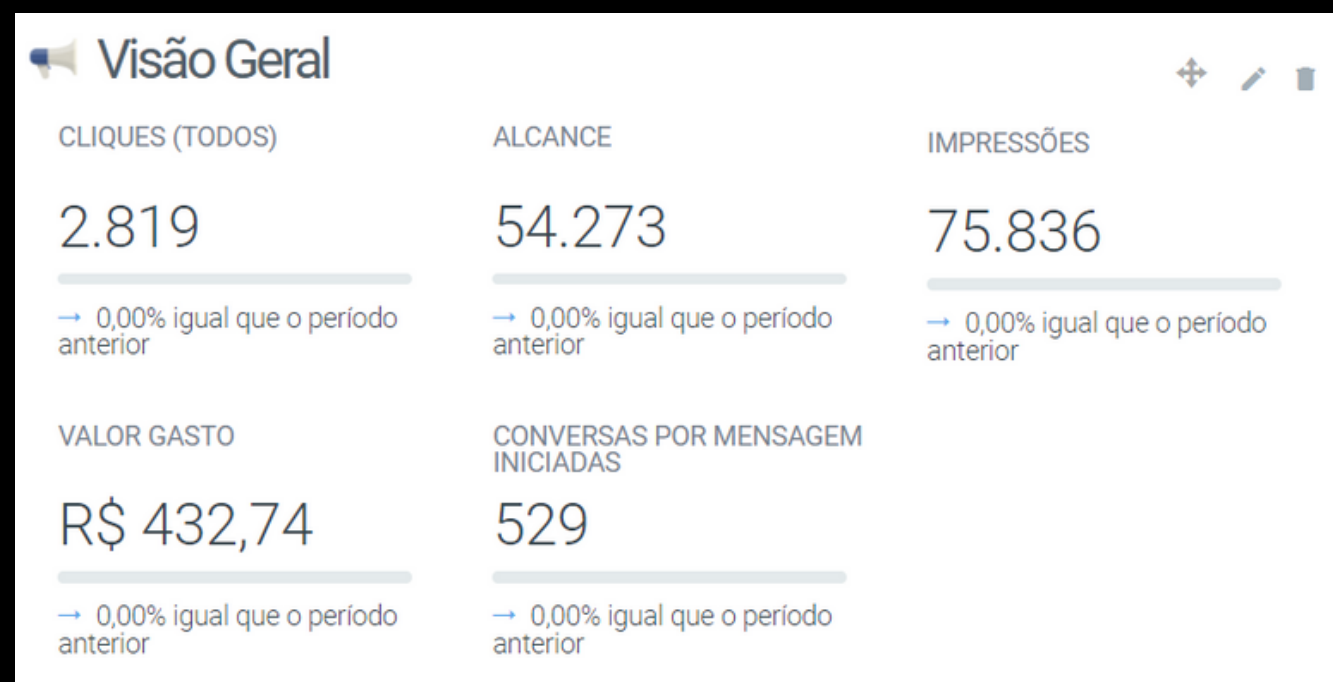 Visão Geral
CLIQUES (TODOS)
2.819
→ 0,00% igual que o período
anterior
ALCANCE
54.273
→ 0,00% igual que o período
anterior
IMPRESSÕES
75.836
→ 0,00% igual que o período
anterior
VALOR GASTO
R$ 432,74
→ 0,00% igual que o período
anterior
CONVERSAS POR MENSAGEM
INICIADAS
529
→ 0,00% igual que o período
anterior